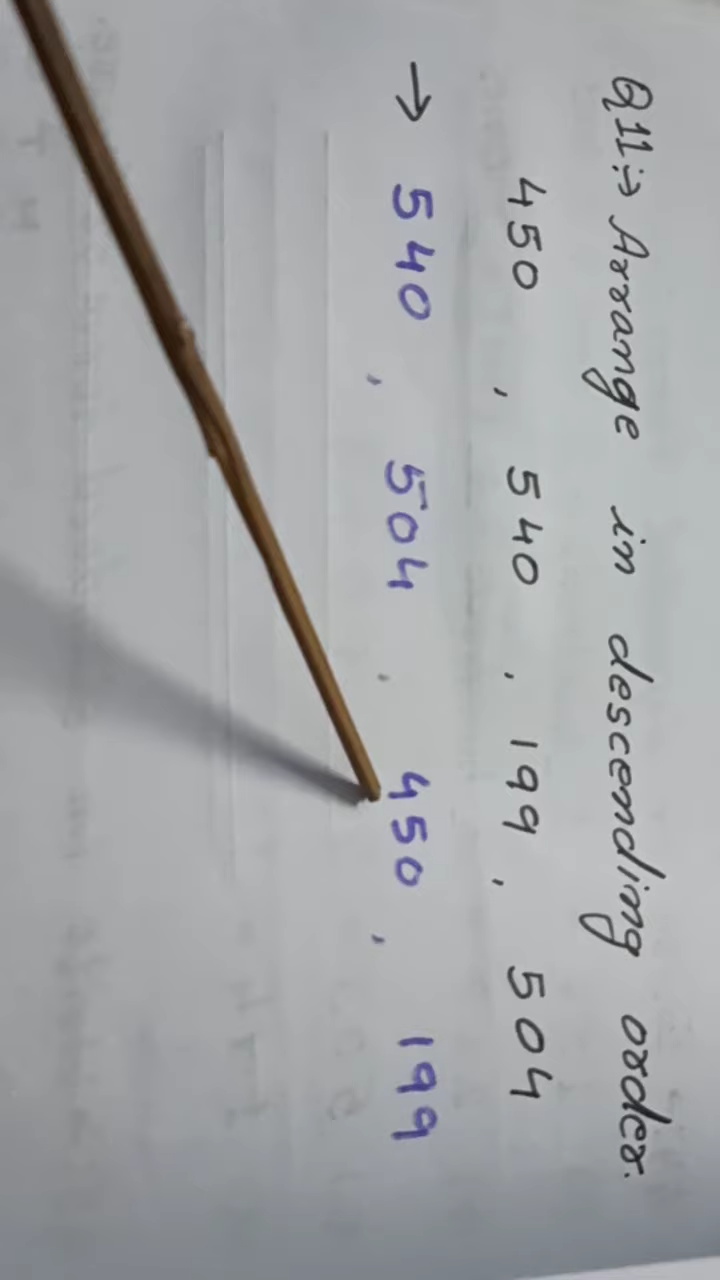 Q11:→ Arrange in descending order.
450 , 540 , 199 , 504
→ 540 , 504 , 450 , 199